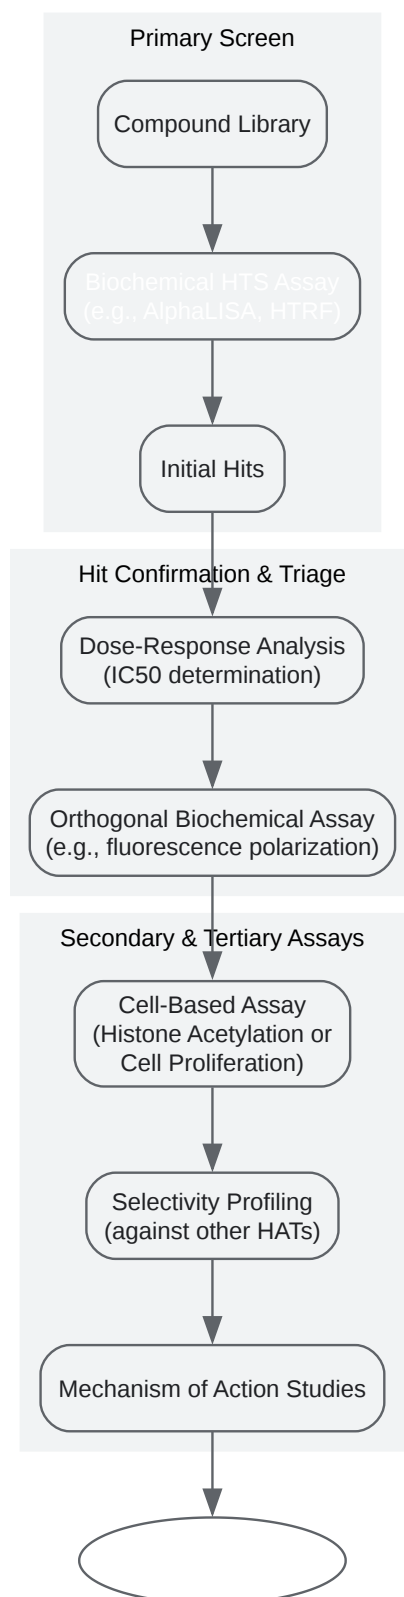 Primary Screen
Compound Library
Biochemical HTS Assay
(e.g., AlphaLISA, HTRF)
Initial Hits
Hit Confirmation & Triage
Dose-Response Analysis
(IC50 determination)
Orthogonal Biochemical Assay
(e.g., fluorescence polarization)
Secondary & Tertiary Assays
Cell-Based Assay
(Histone Acetylation or
Cell Proliferation)
Selectivity Profiling
(against other HATs)
Mechanism of Action Studies